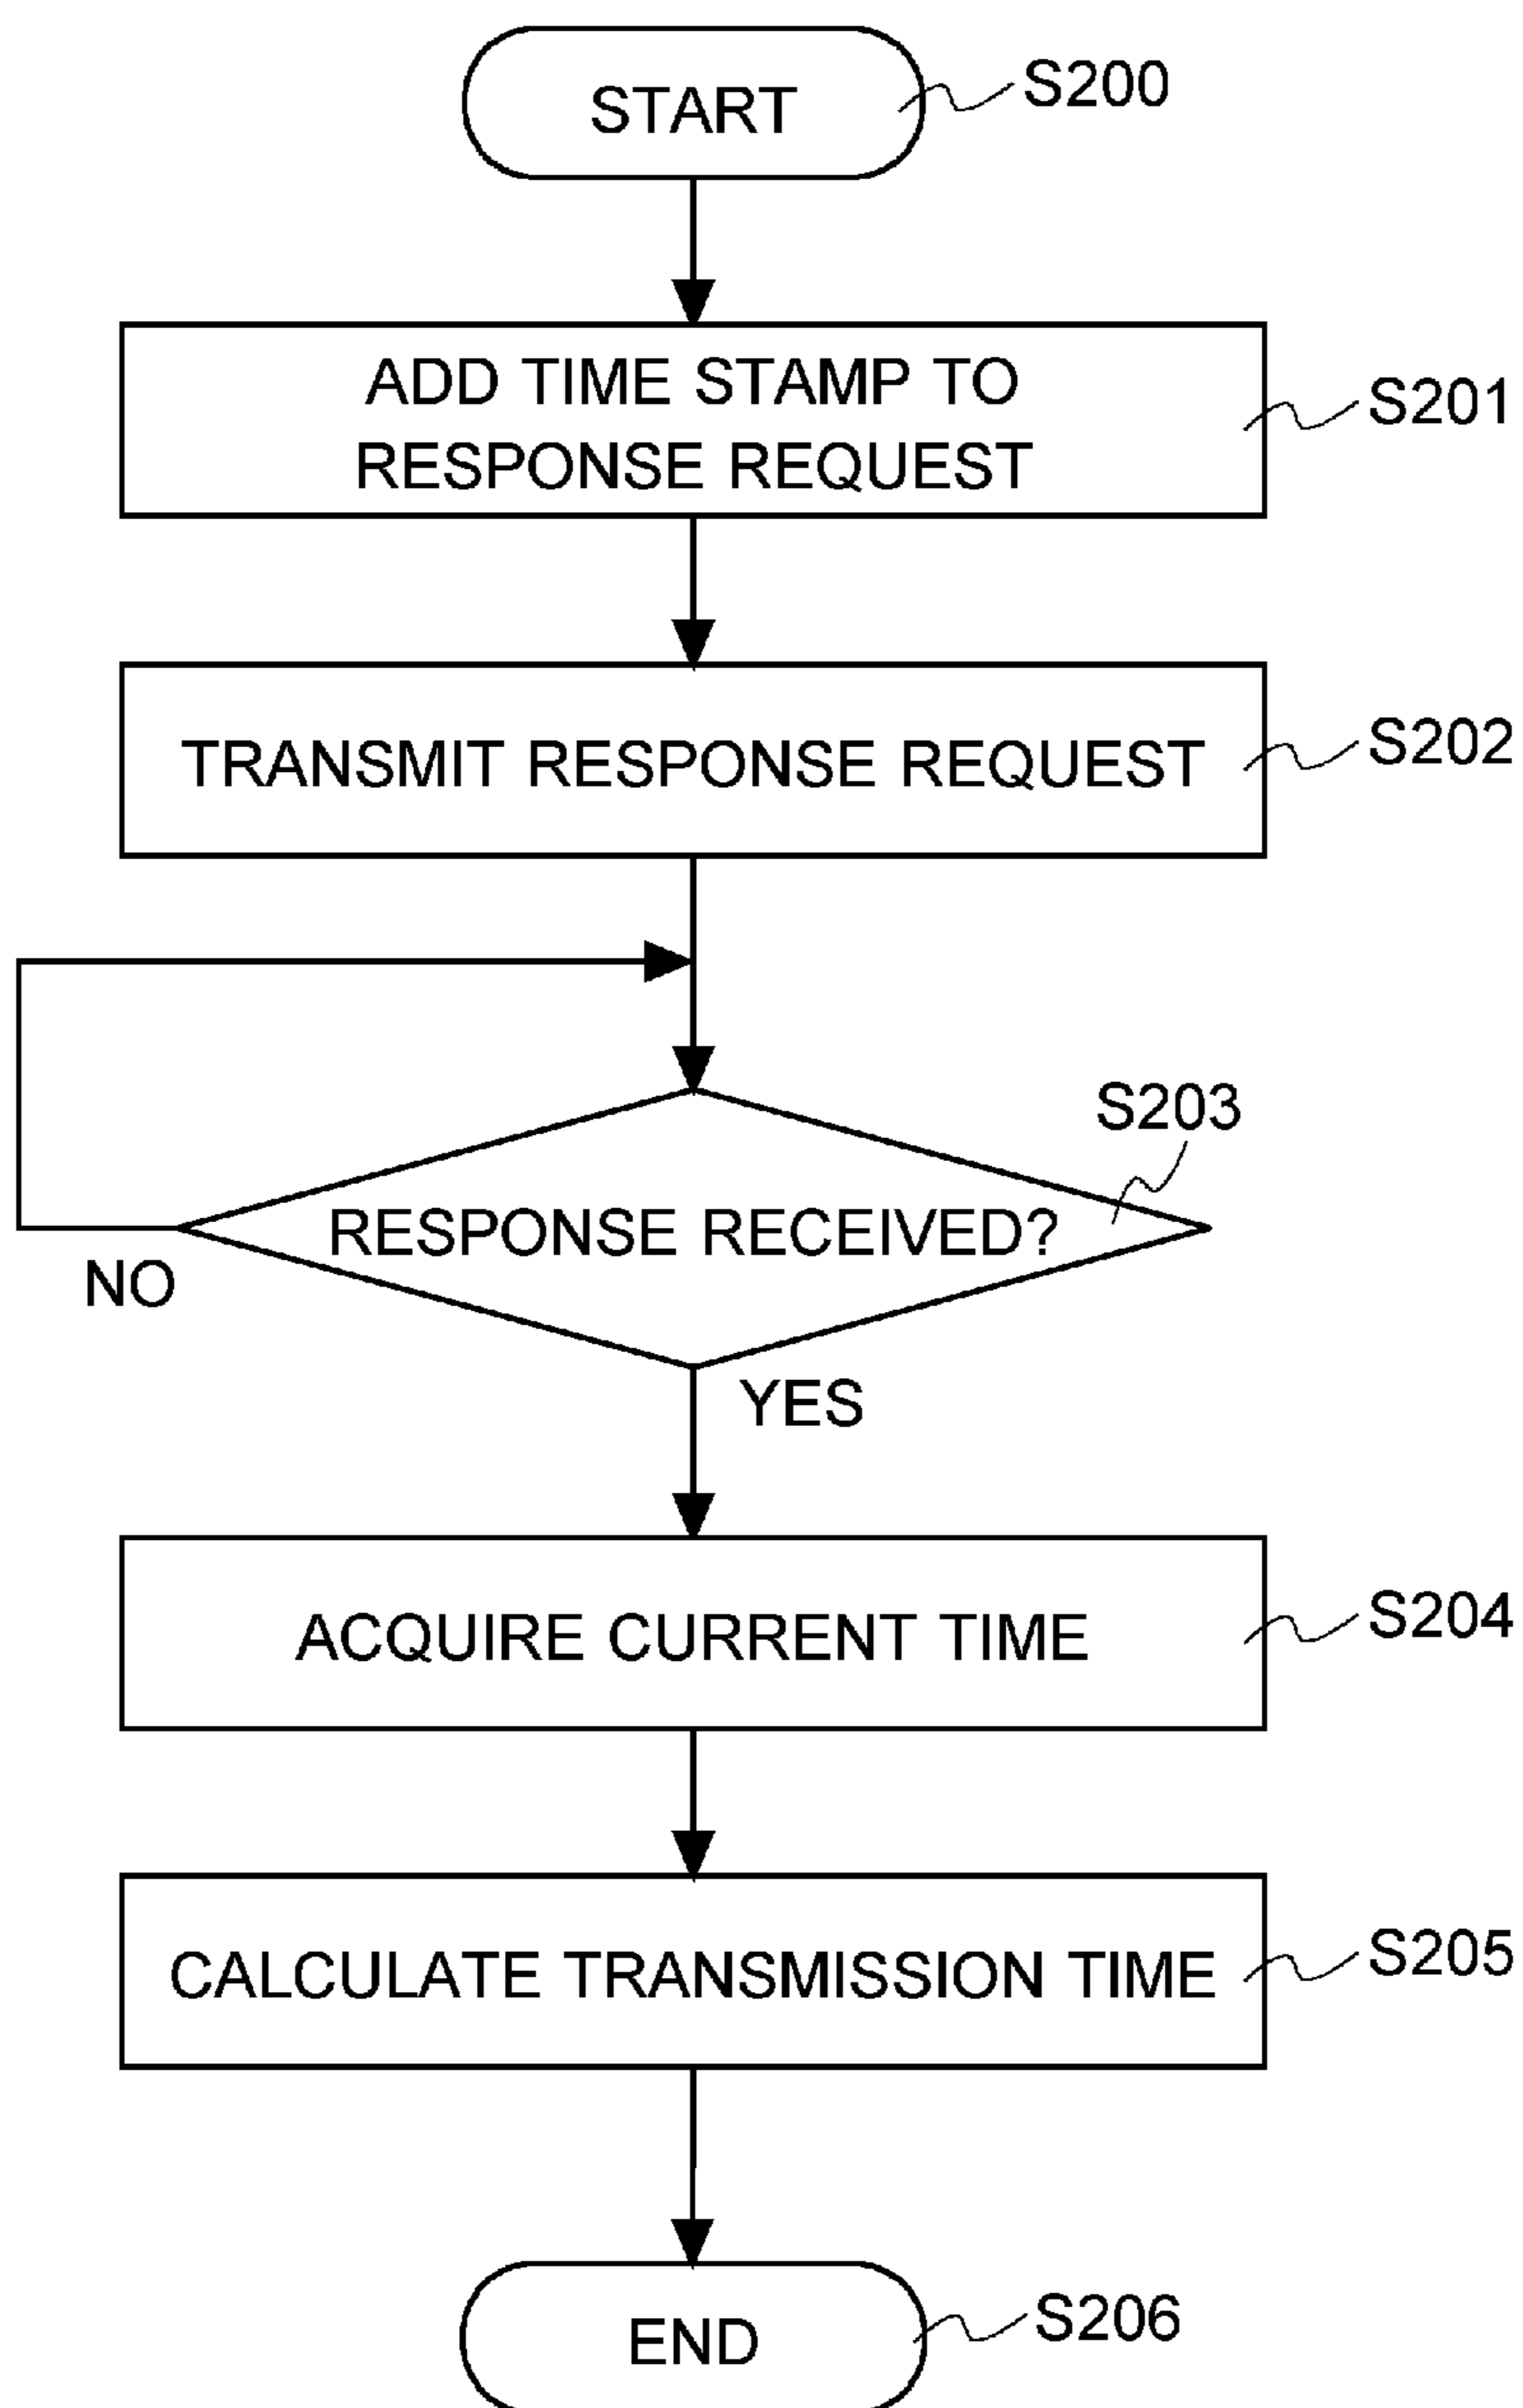 START
S200
ADD TIME STAMP TO
RESPONSE REQUEST
S201
TRANSMIT RESPONSE REQUEST
S202
S203
RESPONSE RECEIVED?
NO
YES
ACQUIRE CURRENT TIME
S204
CALCULATE TRANSMISSION TIME
S205
END
S206